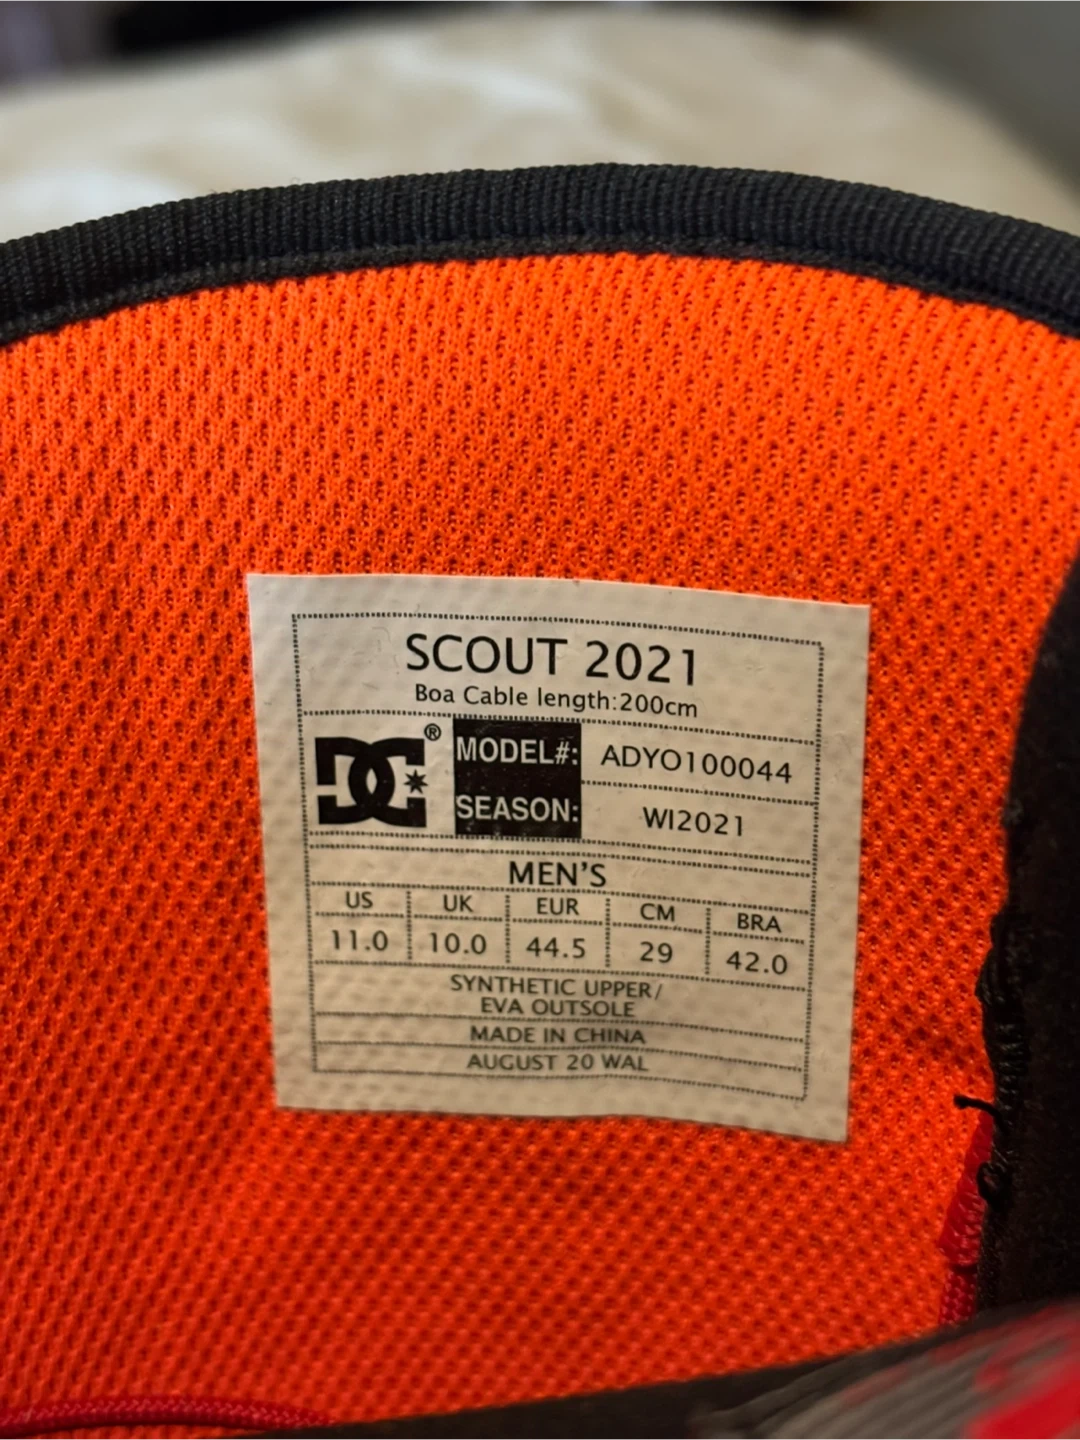 SCOUT 2021
Boa Cable length:200cm
DC®
MODEL#: ADYO100044
SEASON: WI2021
MEN'S
US UK EUR CM BRA
11.0 10.0 44.5 29 42.0
SYNTHETIC UPPER/
EVA OUTSOLE
MADE IN CHINA
AUGUST 20 WAL